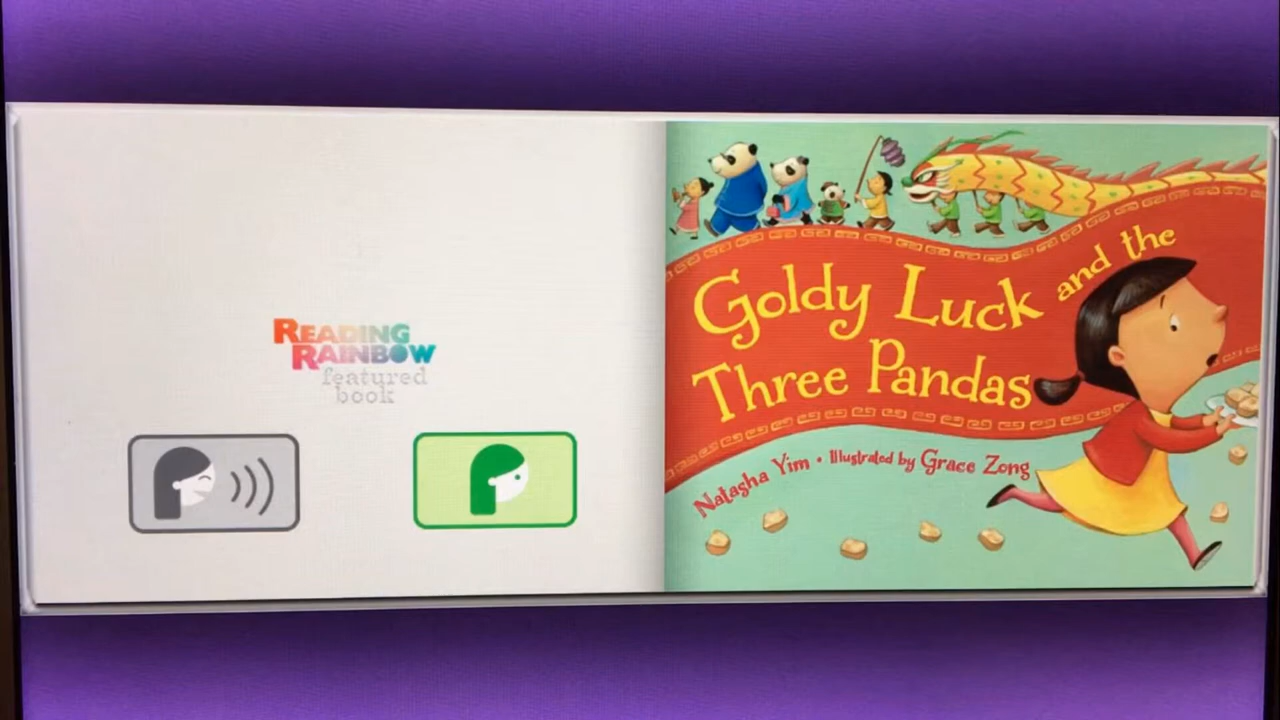 READING
RAINBOW
featured
book
Goldy Luck and the
Three Pandas
Natasha Yim • Illustrated by Grace Zong